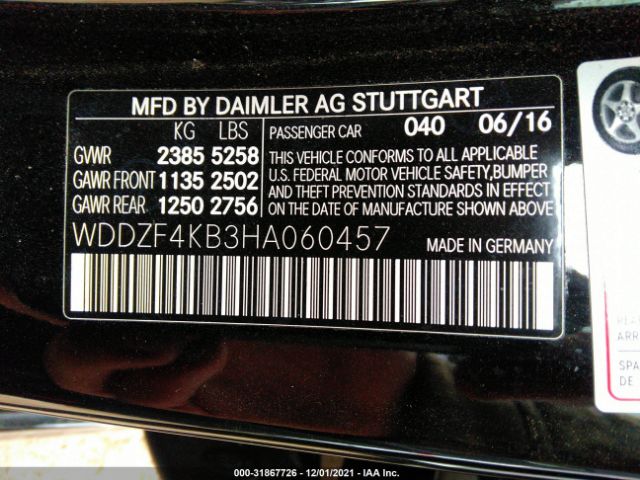 MFD BY DAIMLER AG STUTTGART
KG LBS
PASSENGER CAR 040 06/16
GVWR 2385 5258
GAWR FRONT 1135 2502
GAWR REAR 1250 2756
THIS VEHICLE CONFORMS TO ALL APPLICABLE
U.S. FEDERAL MOTOR VEHICLE SAFETY,BUMPER
AND THEFT PREVENTION STANDARDS IN EFFECT
ON THE DATE OF MANUFACTURE SHOWN ABOVE.
WDDZF4KB3HA060457
MADE IN GERMANY
SPA
DE
000-31867726 - 12/01/2021 - IAA Inc.